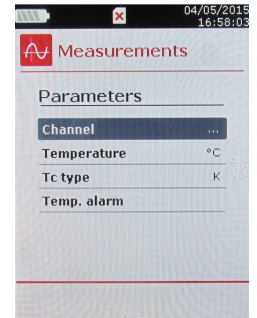 04/05/2015
16:58:03
Measurements
Parameters
Channel ...
Temperature °C
Tc type K
Temp. alarm